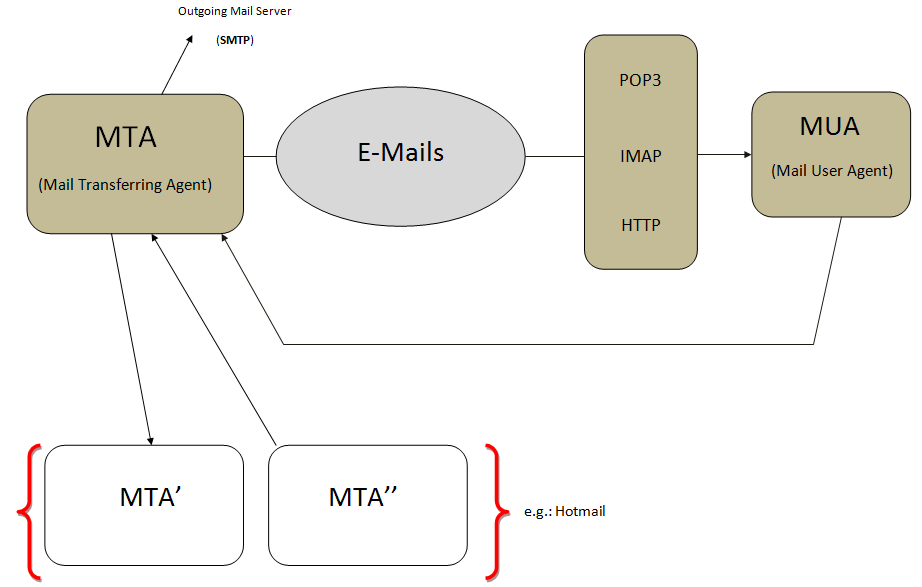 Outgoing Mail Server
(SMTP)
MTA
(Mail Transferring Agent)
E-Mails
POP3
IMAP
HTTP
MUA
(Mail User Agent)
MTA’
MTA’’
e.g.: Hotmail